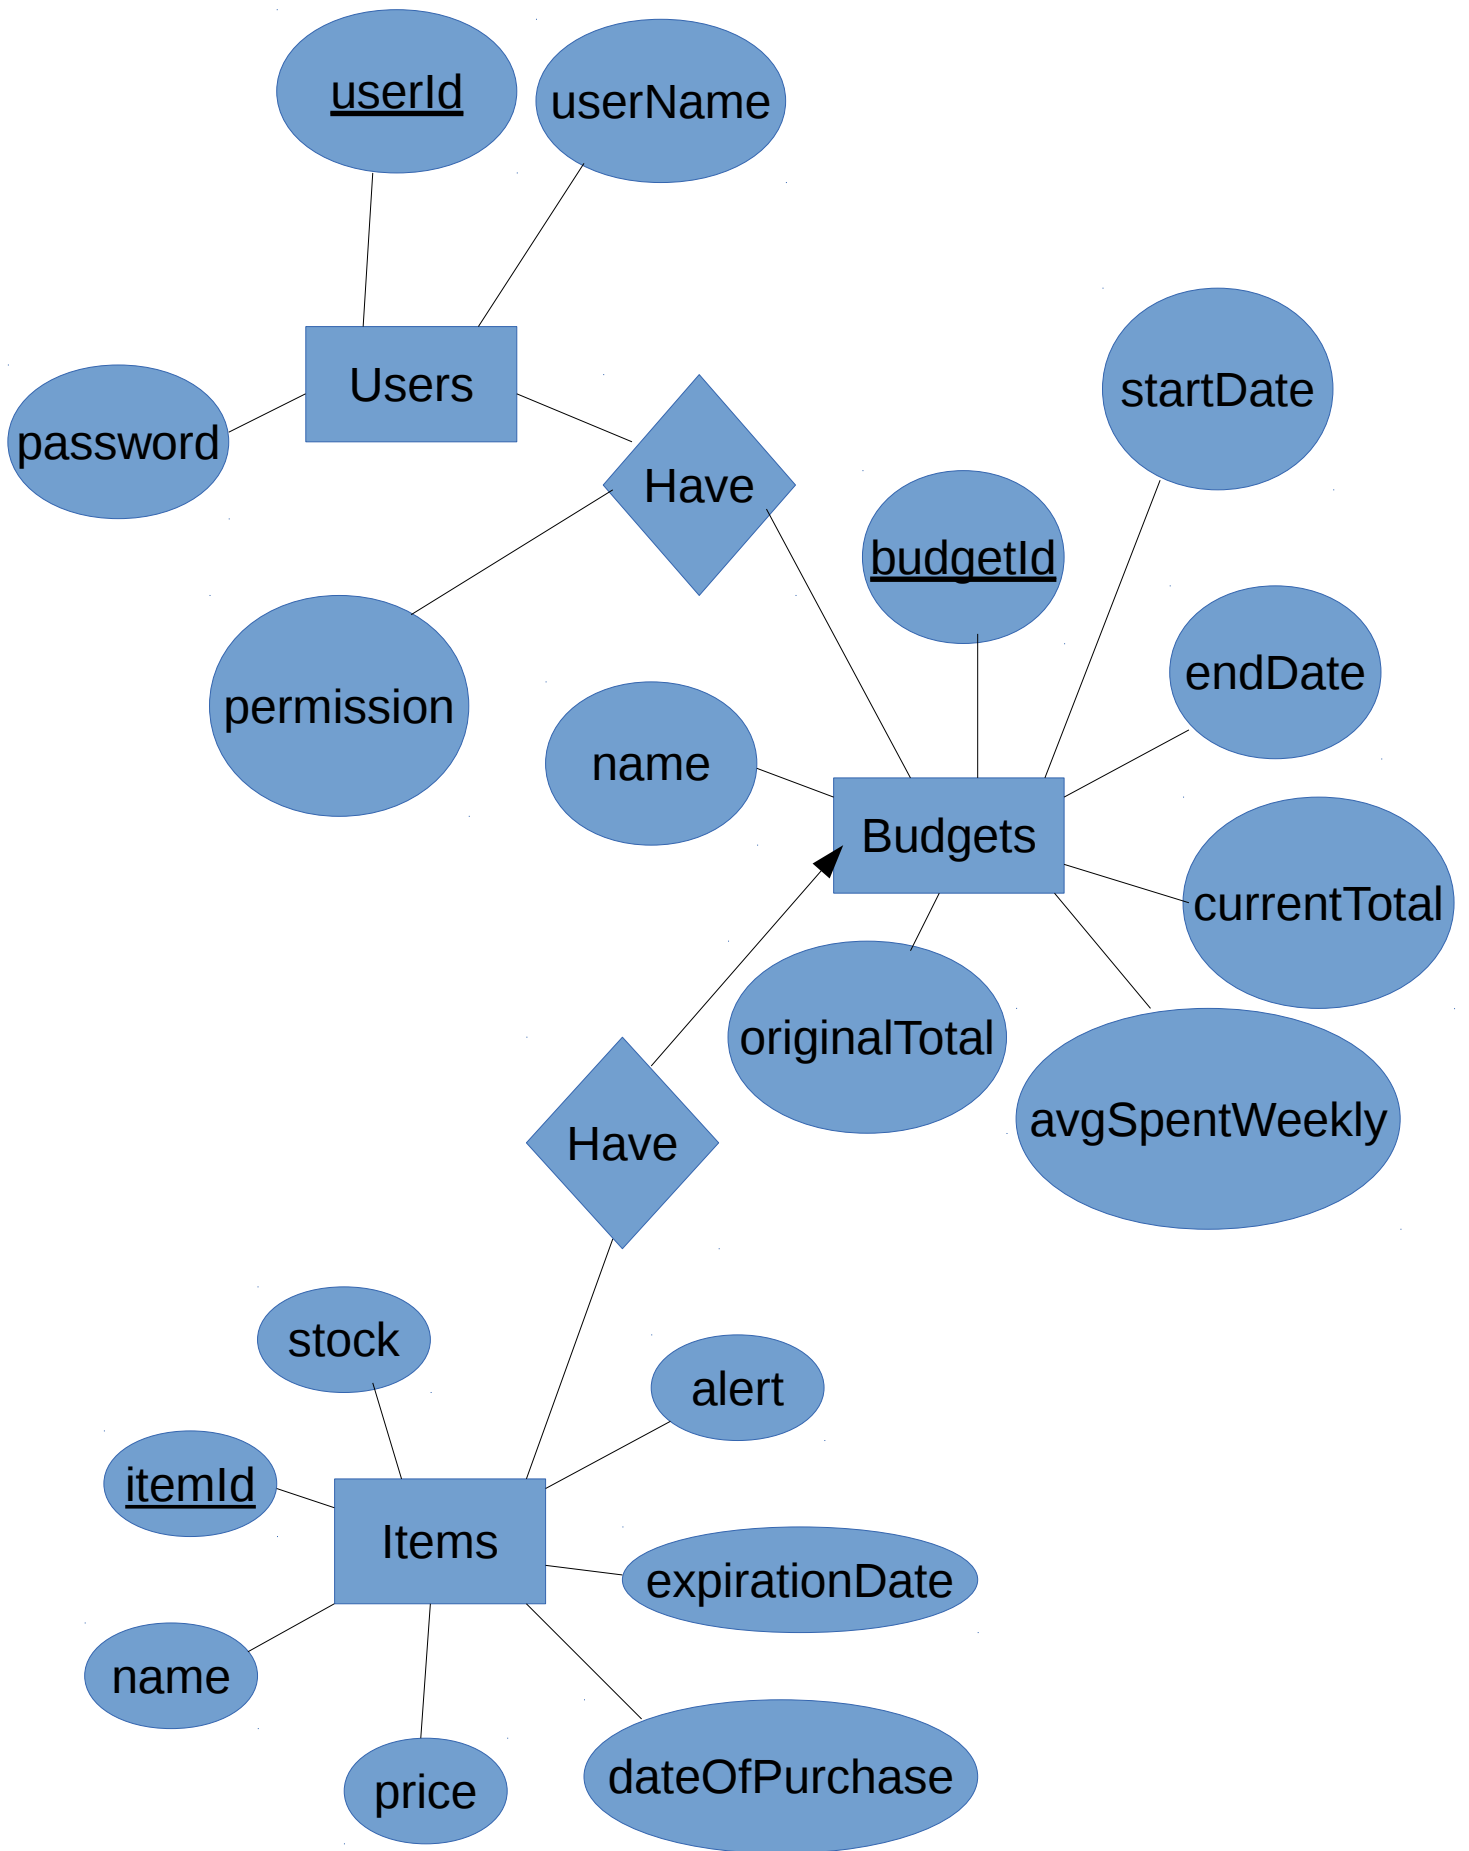 userId
userName
Users
startDate
password
Have
budgetId
endDate
permission
name
Budgets
currentTotal
originalTotal
avgSpentWeekly
Have
stock
alert
itemId
Items
expirationDate
name
dateOfPurchase
price